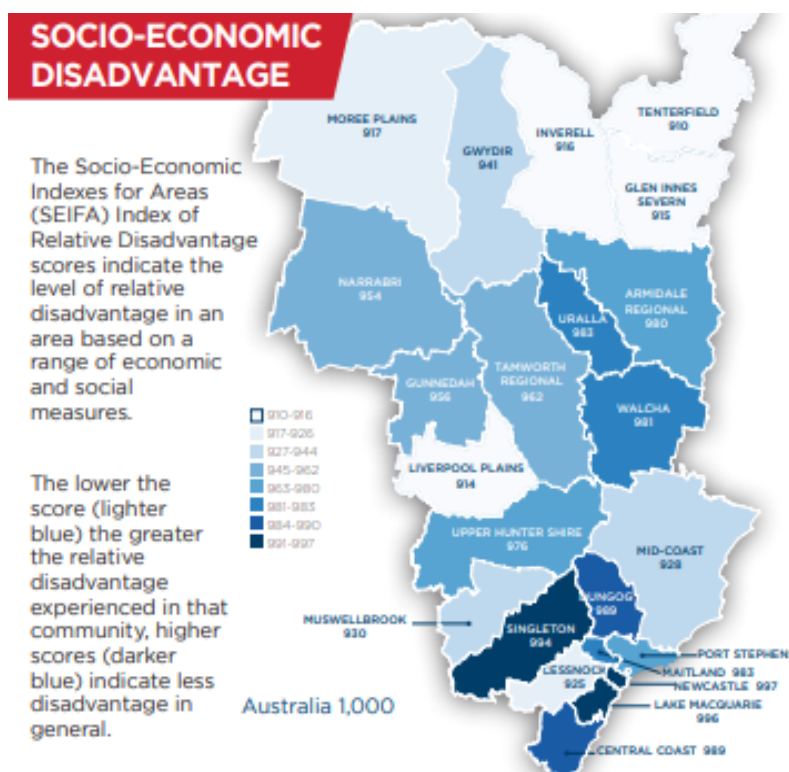 SOCIO-ECONOMIC
DISADVANTAGE
The Socio-Economic
Indexes for Areas
(SEIFA) Index of
Relative Disadvantage
scores indicate the
level of relative
disadvantage in an
area based on a
range of economic
and social
measures.
The lower the
score (lighter
blue) the greater
the relative
disadvantage
experienced in that
community, higher
scores (darker
blue) indicate less
disadvantage in
general.
910-916
917-926
927-944
945-962
963-980
981-983
984-990
991-997
Australia 1,000
MOREE PLAINS
917
GWYDIR
941
INVERELL
916
TENTERFIELD
910
GLEN INNES
SEVERN
915
NARRABRI
954
ARMIDALE
REGIONAL
980
URALLA
983
GUNNEDAH
956
TAMWORTH
REGIONAL
962
WALCHA
981
LIVERPOOL PLAINS
914
UPPER HUNTER SHIRE
976
MID-COAST
928
MUSWELLBROOK
930
SINGLETON
994
DUNGOG
989
PORT STEPHEN
MAITLAND 983
NEWCASTLE 997
CESSNOCK
925
LAKE MACQUARIE
996
CENTRAL COAST 989